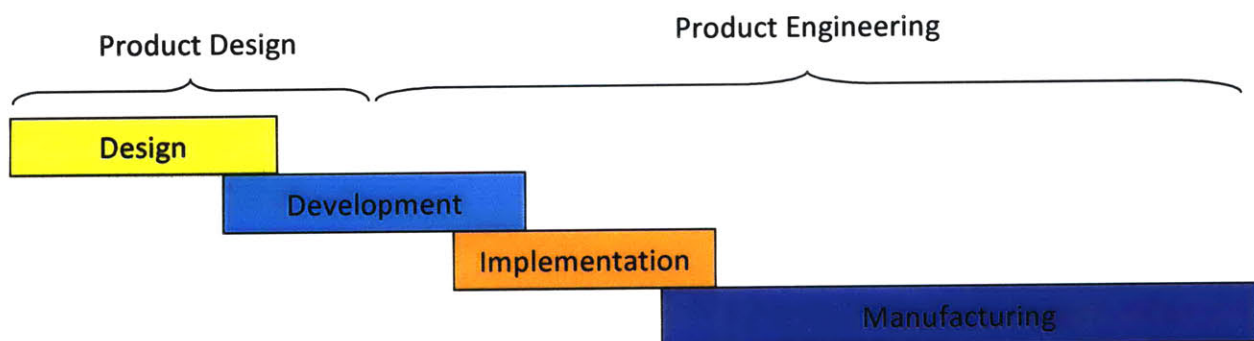 Product Design
Product Engineering
Design
Development
Implementation
Manufacturing